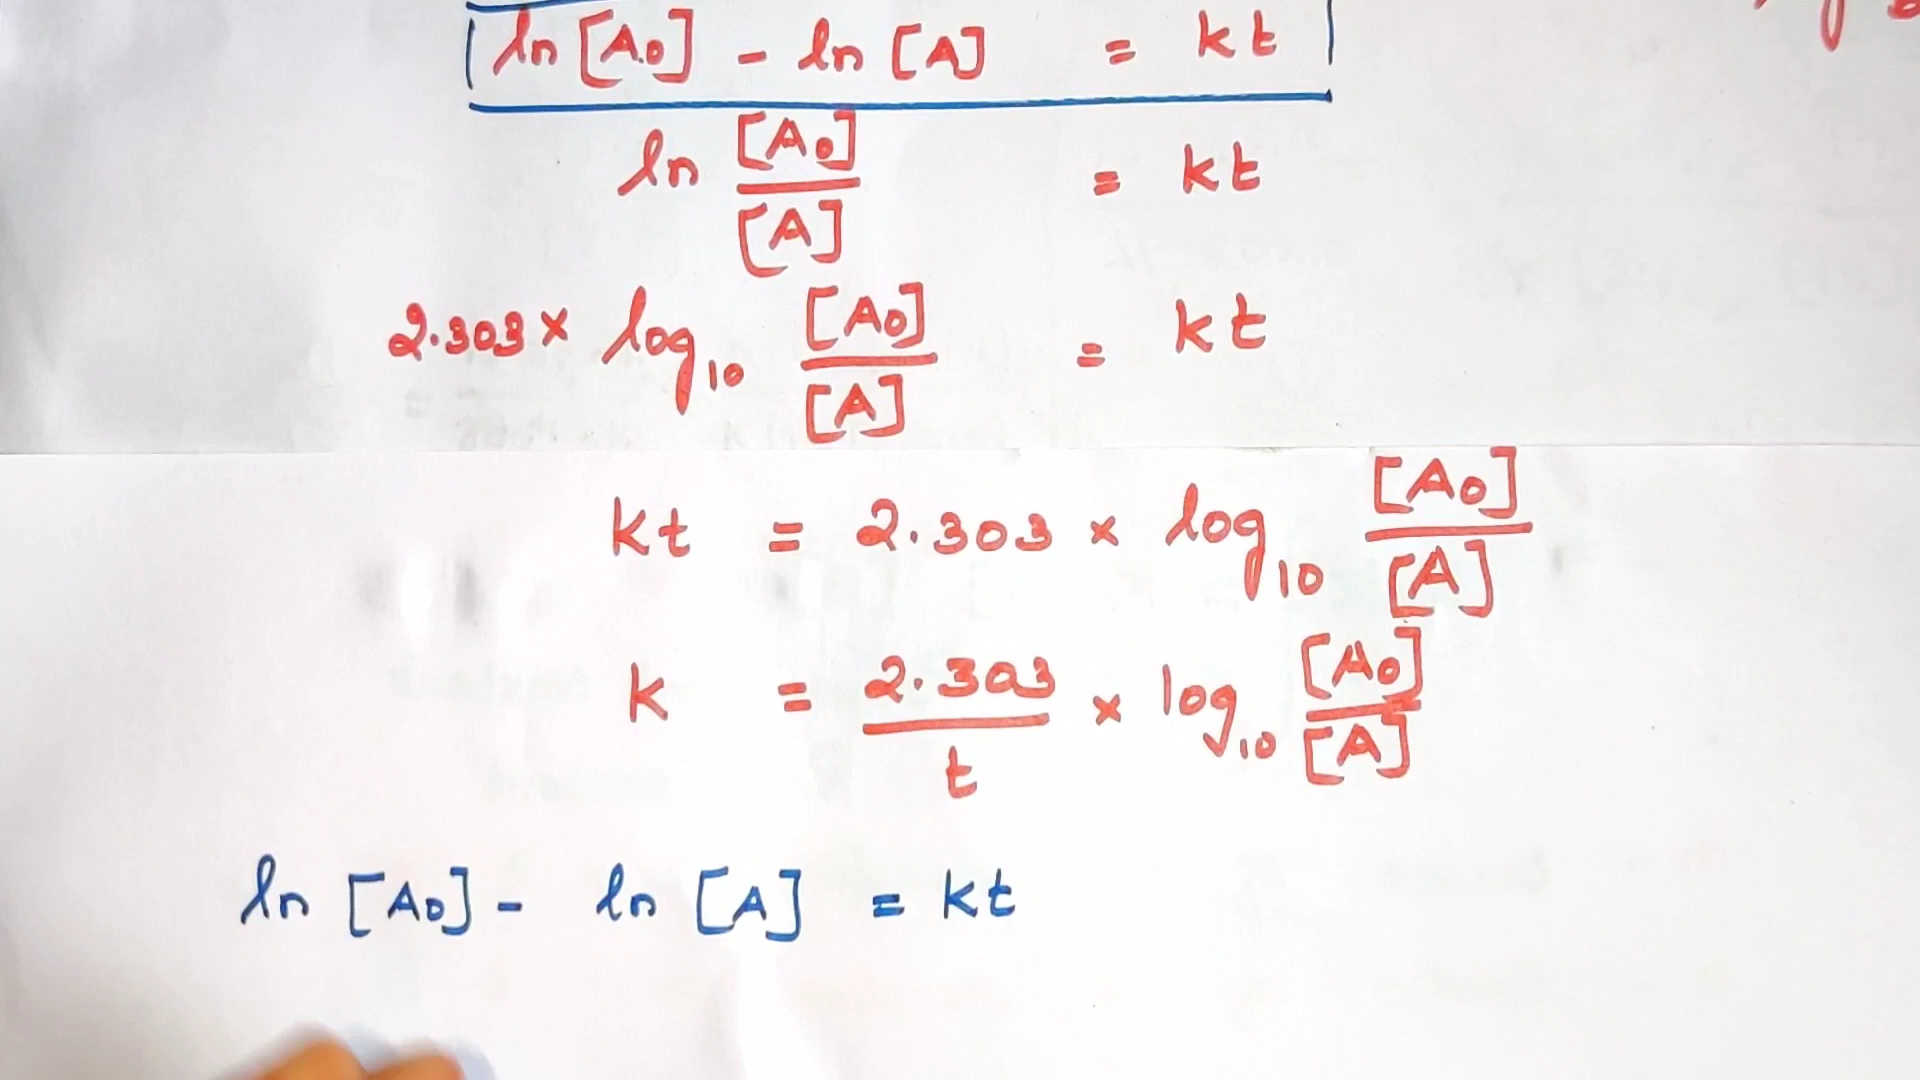 ln [A₀] - ln [A] = kt
ln [A₀]/[A] = kt
2.303 × log₁₀ [A₀]/[A] = kt
kt = 2.303 × log₁₀ [A₀]/[A]
k = 2.303/t × log₁₀ [A₀]/[A]
ln [A₀] - ln [A] = kt